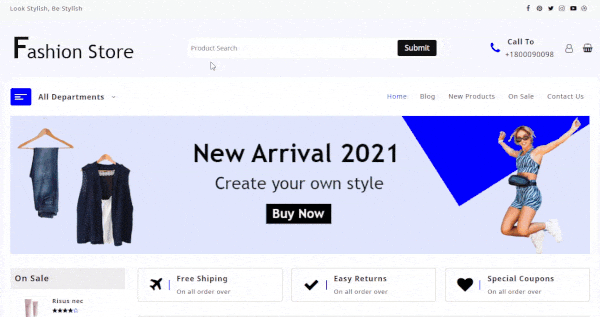 Look Stylish, Be Stylish
Fashion Store
Product Search
Submit
Call To
+1800090098
All Departments
Home
Blog
New Products
On Sale
Contact Us
New Arrival 2021
Create your own style
Buy Now
On Sale
Risus nec
Free Shiping
On all order over
Easy Returns
On all order over
Special Coupons
On all order over